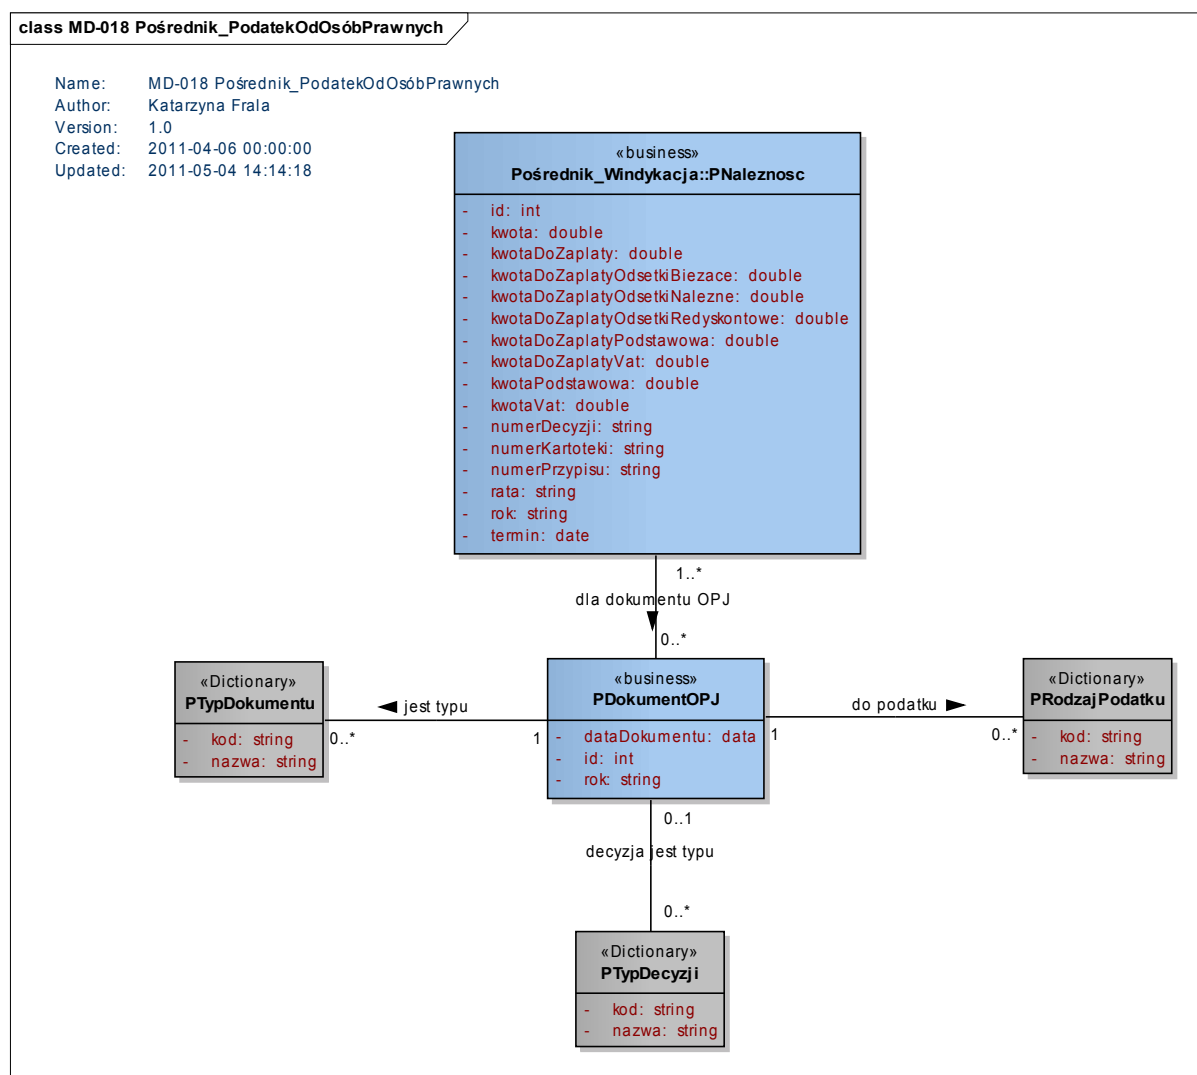 class MD-018 Pośrednik_PodatekOdOsóbPrawnych
Name: MD-018 Pośrednik_PodatekOdOsóbPrawnych
Author: Katarzyna Frala
Version: 1.0
Created: 2011-04-06 00:00:00
Updated: 2011-05-04 14:14:18
«business»
Pośrednik_Windykacja::PNaleznosc
- id: int
- kwota: double
- kwotaDoZaplaty: double
- kwotaDoZaplatyOdsetkiBiezace: double
- kwotaDoZaplatyOdsetkiNalezne: double
- kwotaDoZaplatyOdsetkiRedyskontowe: double
- kwotaDoZaplatyPodstawowa: double
- kwotaDoZaplatyVat: double
- kwotaPodstawowa: double
- kwotaVat: double
- numerDecyzji: string
- numerKartoteki: string
- numerPrzypisu: string
- rata: string
- rok: string
- termin: date
1..*
dla dokumentu OPJ
0..*
«Dictionary»
PTypDokumentu
- kod: string
- nazwa: string
jest typu
0..*
1
«business»
PDokumentOPJ
- dataDokumentu: data
- id: int
- rok: string
do podatku
1
0..*
«Dictionary»
PRodzajPodatku
- kod: string
- nazwa: string
0..1
decyzja jest typu
0..*
«Dictionary»
PTypDecyzji
- kod: string
- nazwa: string